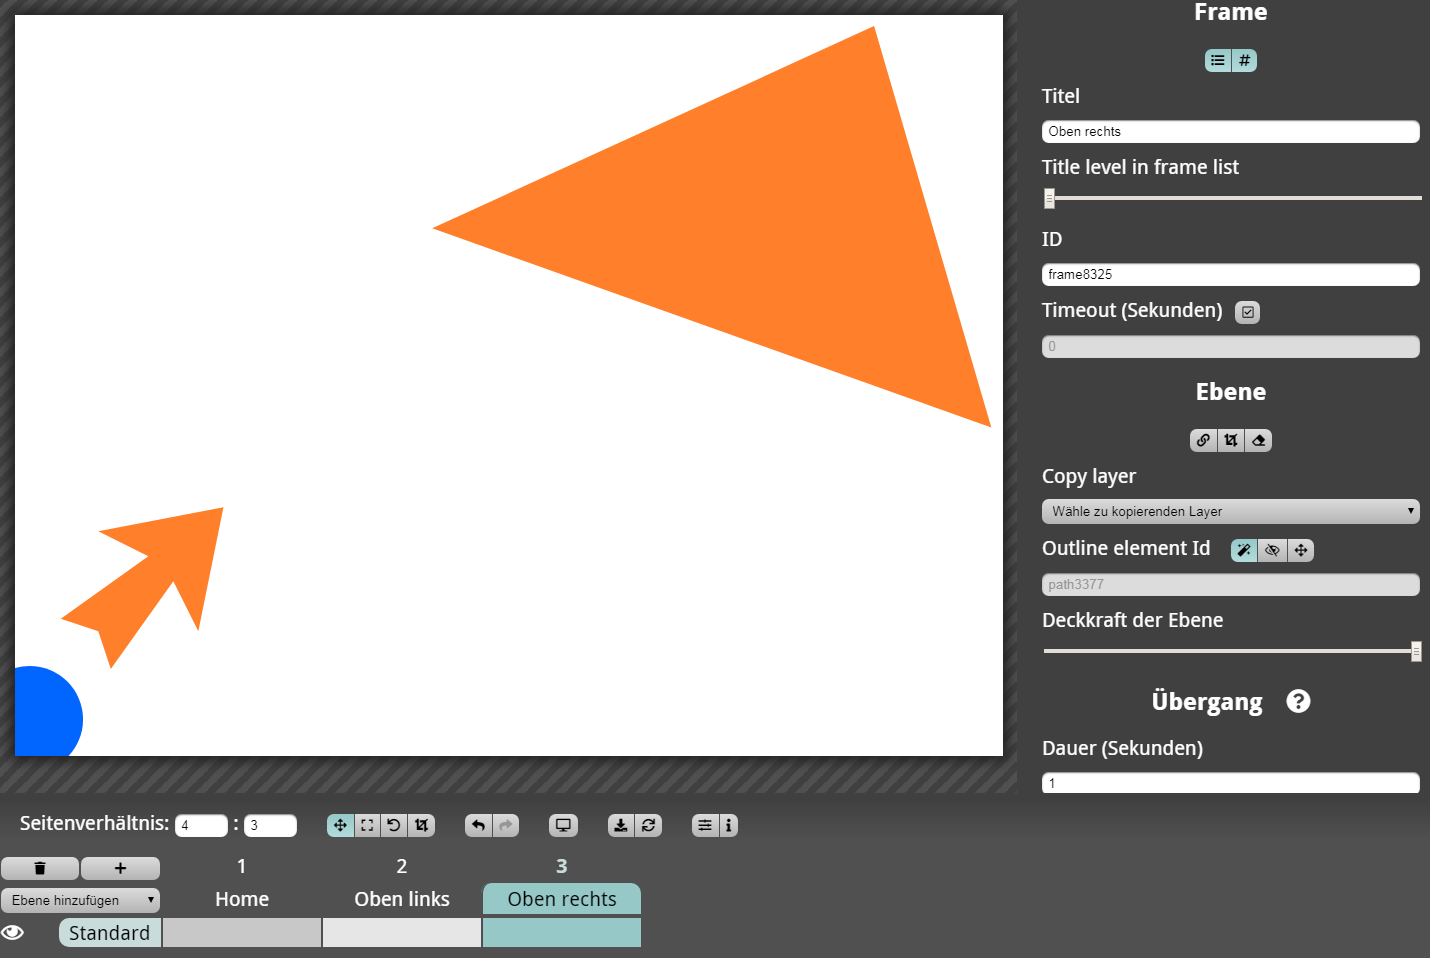 Frame
Titel
Oben rechts
Title level in frame list
ID
frame8325
Timeout (Sekunden)
0
Ebene
Copy layer
Wähle zu kopierenden Layer
Outline element Id
path3377
Deckkraft der Ebene
Übergang
Dauer (Sekunden)
1
Seitenverhältnis: 4 : 3
1 2 3
Ebene hinzufügen Home Oben links Oben rechts
Standard